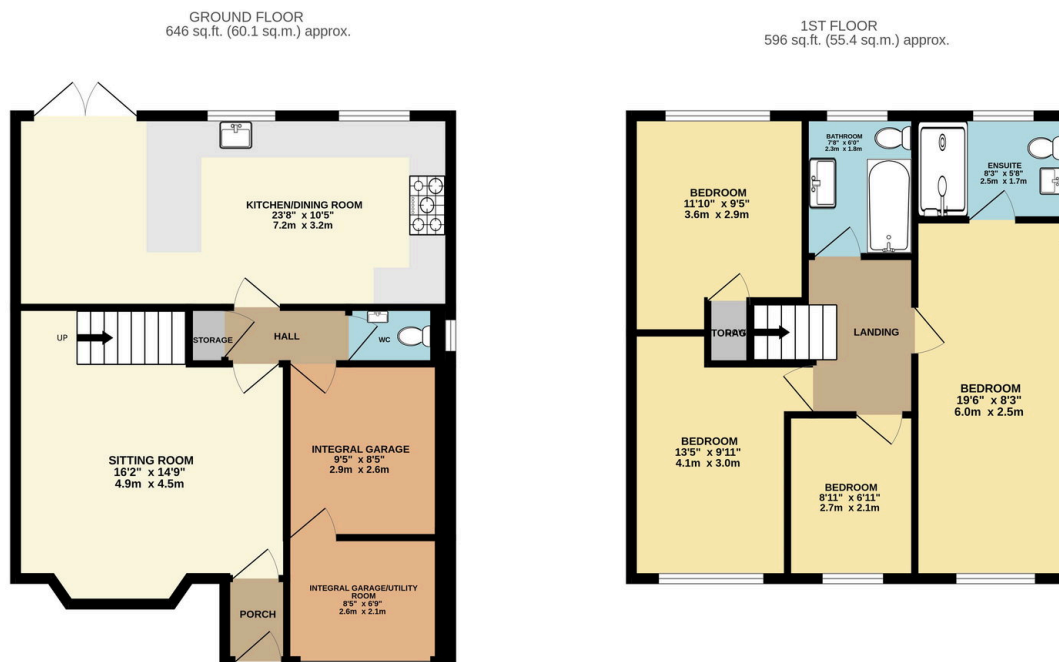 GROUND FLOOR
646 sq.ft. (60.1 sq.m.) approx.
KITCHEN/DINING ROOM
23'8" x 10'5"
7.2m x 3.2m
UP
STORAGE
HALL
WC
SITTING ROOM
16'2" x 14'9"
4.9m x 4.5m
INTEGRAL GARAGE
9'5" x 8'5"
2.9m x 2.6m
INTEGRAL GARAGE/UTILITY
ROOM
8'5" x 6'9"
2.6m x 2.1m
PORCH
1ST FLOOR
596 sq.ft. (55.4 sq.m.) approx.
BEDROOM
11'10" x 9'5"
3.6m x 2.9m
BATHROOM
7'8" x 6'0"
2.3m x 1.8m
ENSUITE
8'3" x 5'8"
2.5m x 1.7m
LANDING
BEDROOM
19'6" x 8'3"
6.0m x 2.5m
BEDROOM
13'5" x 9'11"
4.1m x 3.0m
BEDROOM
8'11" x 6'11"
2.7m x 2.1m